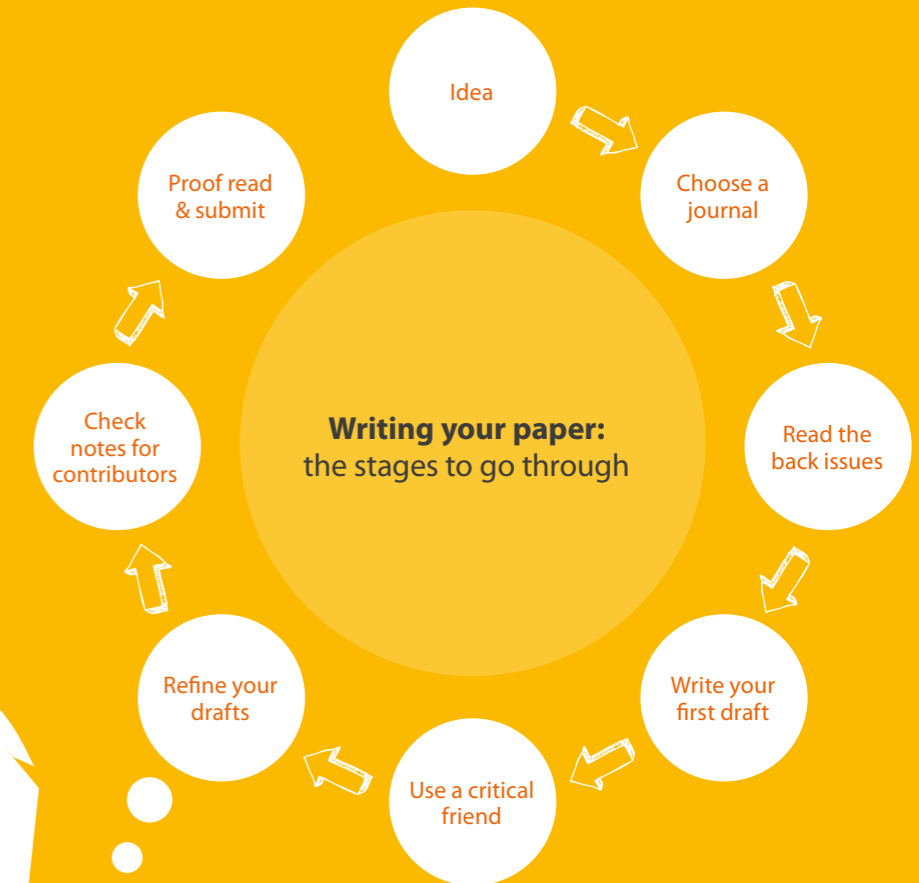 Writing your paper:
the stages to go through
Idea
Choose a
journal
Read the
back issues
Write your
first draft
Use a critical
friend
Refine your
drafts
Check
notes for
contributors
Proof read
& submit